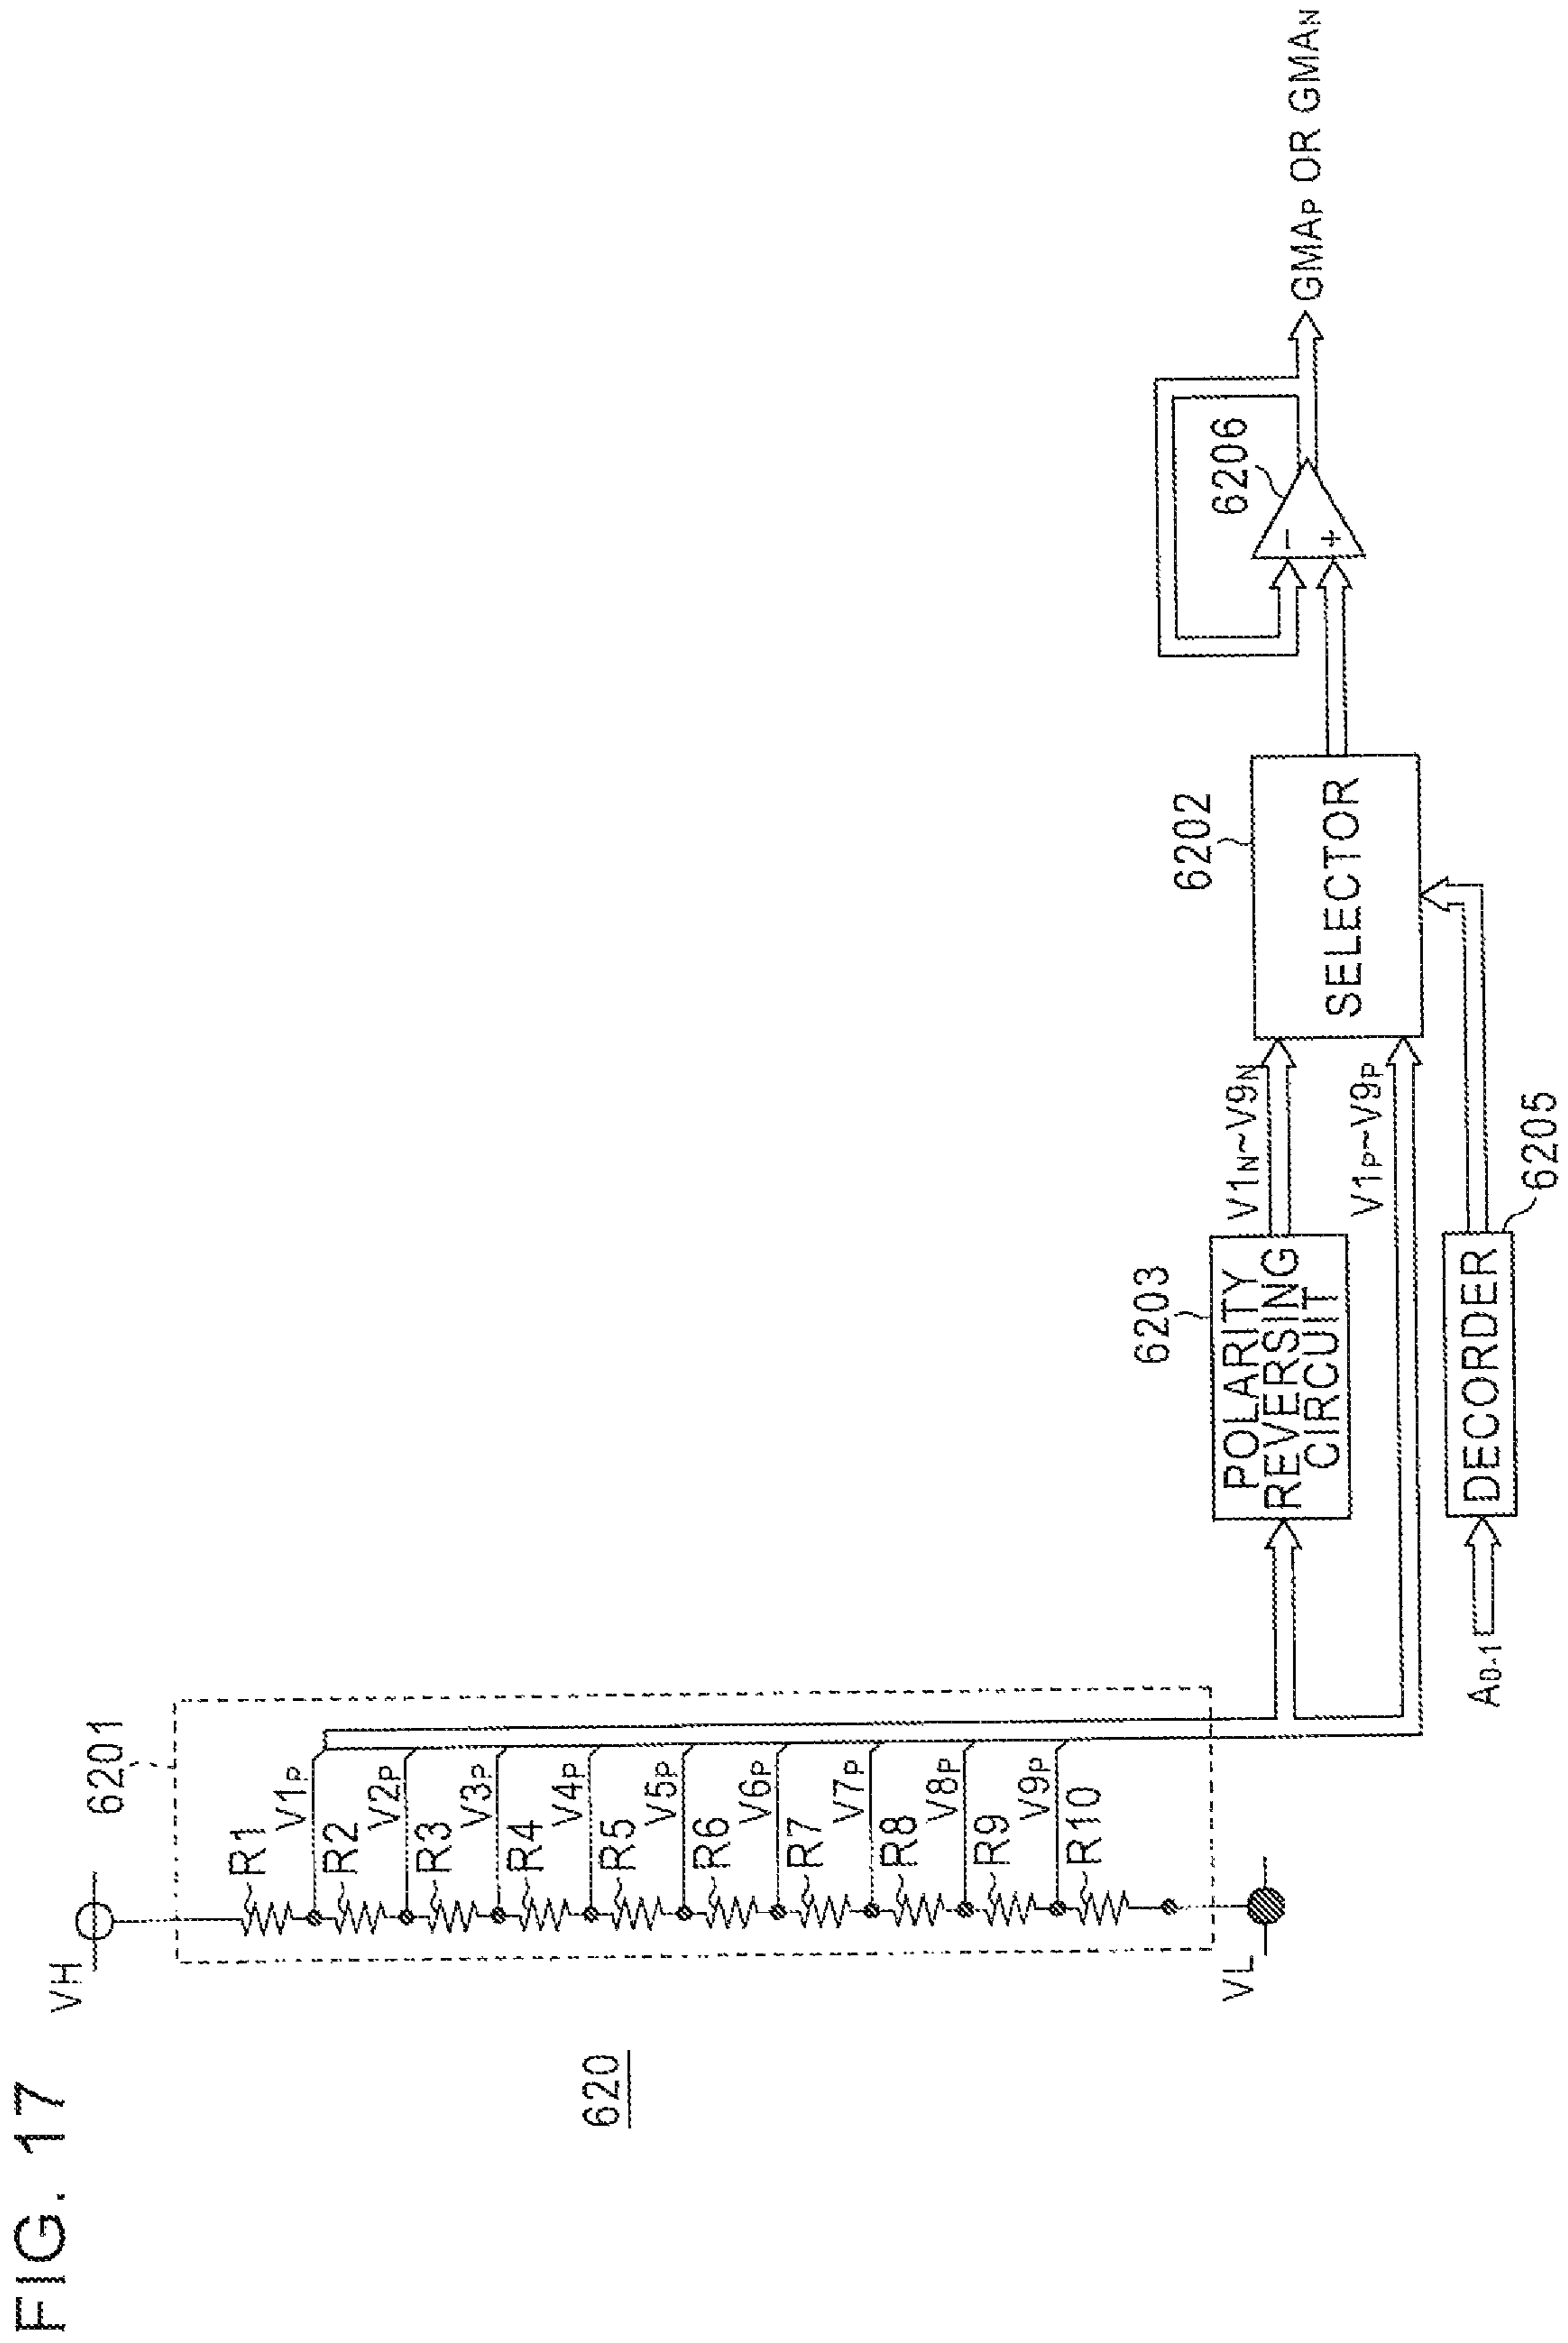 FIG. 17
620
VH
6201
R1
V1P
R2
V2P
R3
V3P
R4
V4P
R5
V5P
R6
V6P
R7
V7P
R8
V8P
R9
V9P
R10
VL
6203
POLARITY
REVERSING
CIRCUIT
V1N~V9N
V1P~V9P
A0-1
DECORDER
6205
6202
SELECTOR
6206
−
+
GMAP OR GMAN